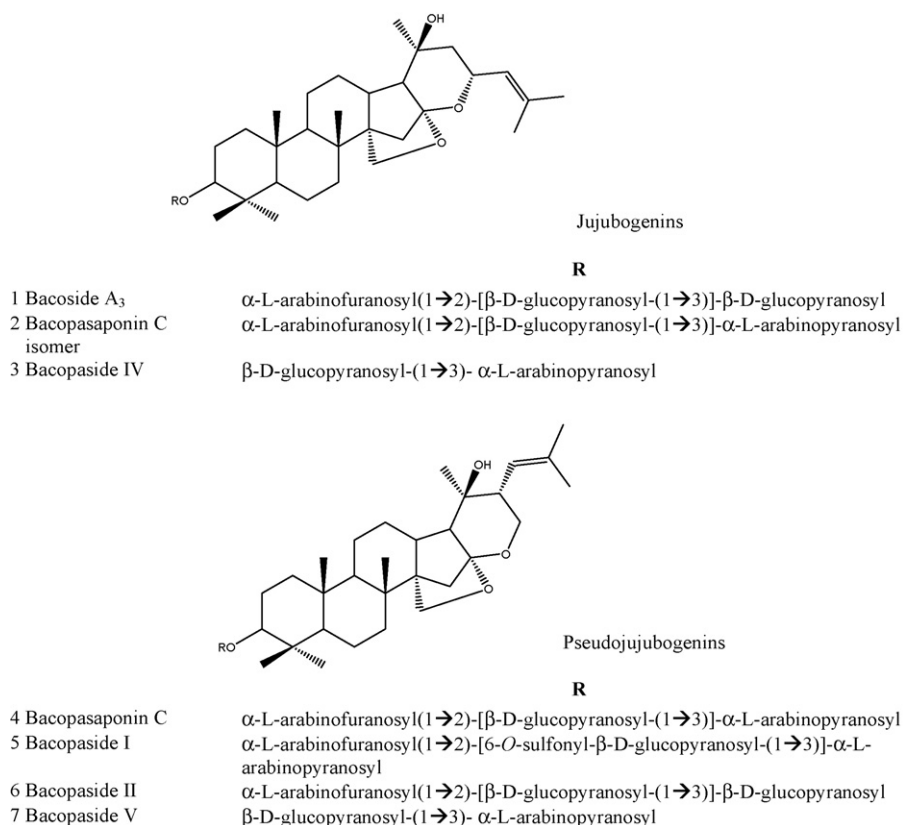 OH
O
O
RO
Jujubogenins
R
1 Bacoside A₃ α-L-arabinofuranosyl(1→2)-[β-D-glucopyranosyl-(1→3)]-β-D-glucopyranosyl
2 Bacopasaponin C α-L-arabinofuranosyl(1→2)-[β-D-glucopyranosyl-(1→3)]-α-L-arabinopyranosyl
isomer
3 Bacopaside IV β-D-glucopyranosyl-(1→3)- α-L-arabinopyranosyl
OH
O
O
RO
Pseudojujubogenins
R
4 Bacopasaponin C α-L-arabinofuranosyl(1→2)-[β-D-glucopyranosyl-(1→3)]-α-L-arabinopyranosyl
5 Bacopaside I α-L-arabinofuranosyl(1→2)-[6-O-sulfonyl-β-D-glucopyranosyl-(1→3)]-α-L-
arabinopyranosyl
6 Bacopaside II α-L-arabinofuranosyl(1→2)-[β-D-glucopyranosyl-(1→3)]-β-D-glucopyranosyl
7 Bacopaside V β-D-glucopyranosyl-(1→3)- α-L-arabinopyranosyl